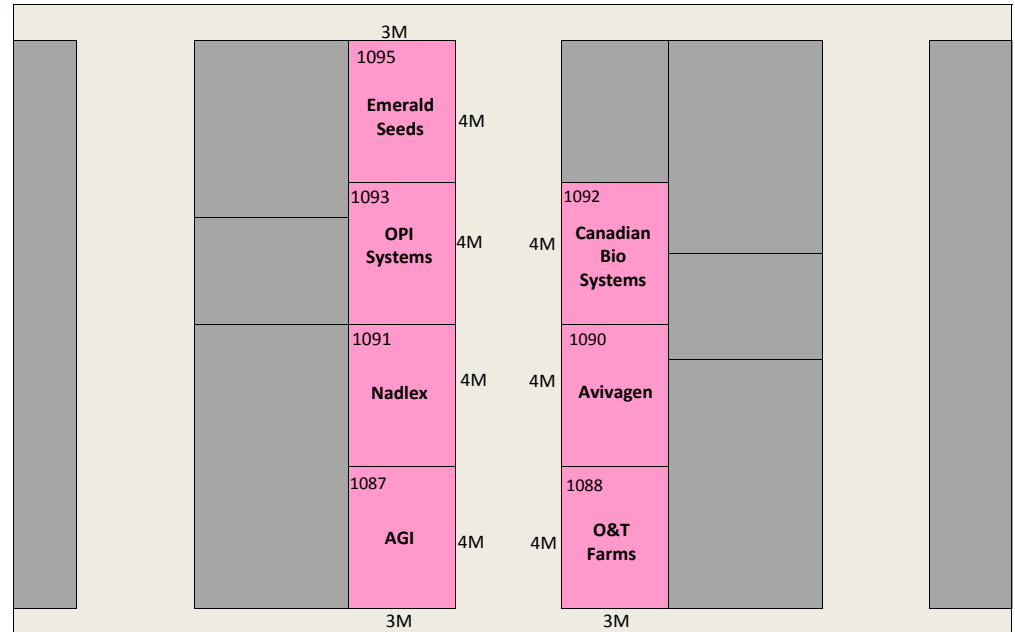 3M
1095
Emerald
Seeds
4M
1093
OPI
Systems
4M
1092
Canadian
Bio
Systems
4M
1091
Nadlex
4M
1090
Avivagen
4M
1087
AGI
4M
1088
O&T
Farms
4M
3M
3M